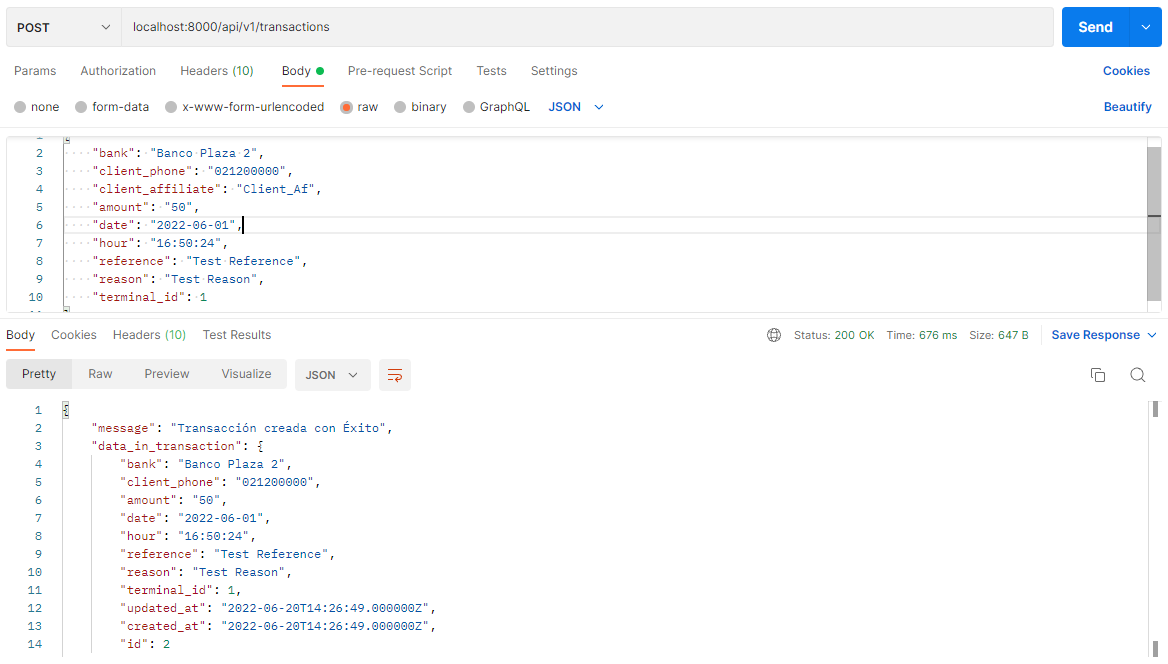 POST localhost:8000/api/v1/transactions Send
Params Authorization Headers (10) Body Pre-request Script Tests Settings Cookies
none form-data x-www-form-urlencoded raw binary GraphQL JSON Beautify
1 {
2 "bank": "Banco Plaza 2",
3 "client_phone": "021200000",
4 "client_affiliate": "Client_Af",
5 "amount": "50",
6 "date": "2022-06-01",
7 "hour": "16:50:24",
8 "reference": "Test Reference",
9 "reason": "Test Reason",
10 "terminal_id": 1
Body Cookies Headers (10) Test Results Status: 200 OK Time: 676 ms Size: 647 B Save Response
Pretty Raw Preview Visualize JSON
1 {
2 "message": "Transacción creada con Éxito",
3 "data_in_transaction": {
4 "bank": "Banco Plaza 2",
5 "client_phone": "021200000",
6 "amount": "50",
7 "date": "2022-06-01",
8 "hour": "16:50:24",
9 "reference": "Test Reference",
10 "reason": "Test Reason",
11 "terminal_id": 1,
12 "updated_at": "2022-06-20T14:26:49.000000Z",
13 "created_at": "2022-06-20T14:26:49.000000Z",
14 "id": 2